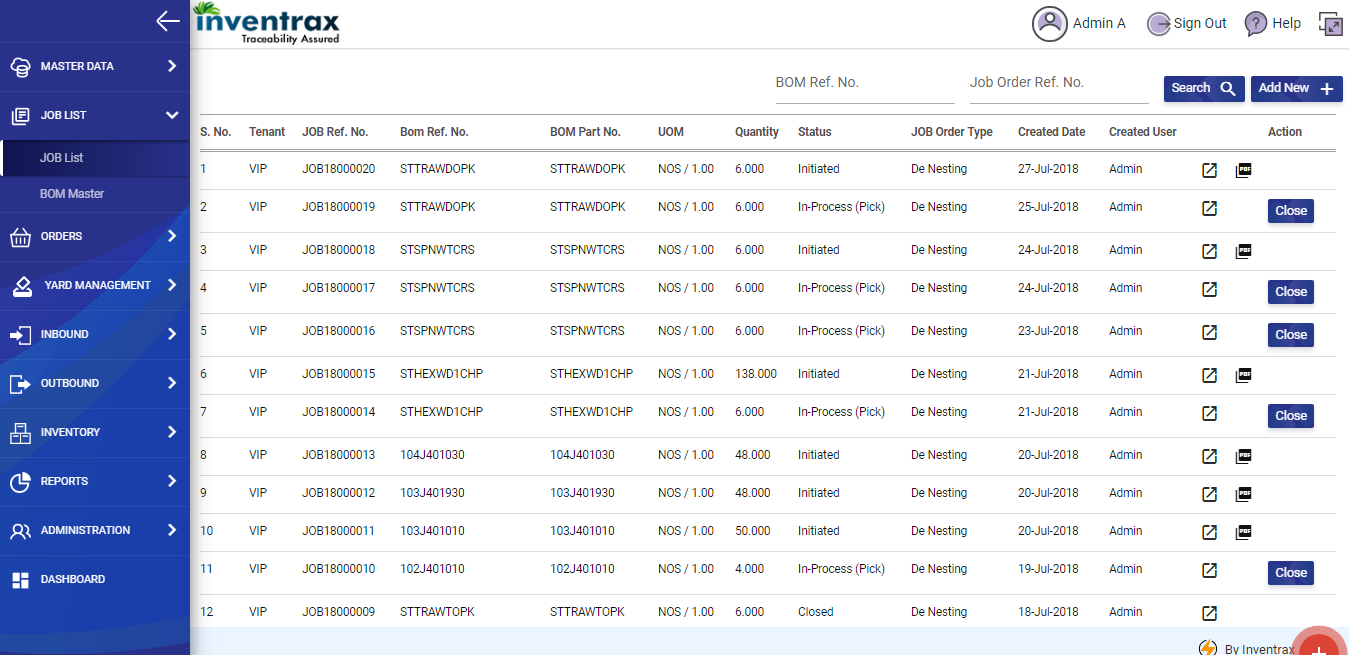 inventrax
Traceability Assured
Admin A Sign Out Help
MASTER DATA
JOB LIST
JOB List
BOM Master
ORDERS
YARD MANAGEMENT
INBOUND
OUTBOUND
INVENTORY
REPORTS
ADMINISTRATION
DASHBOARD
BOM Ref. No. Job Order Ref. No. Search Add New +
S. No. Tenant JOB Ref. No. Bom Ref. No. BOM Part No. UOM Quantity Status JOB Order Type Created Date Created User Action
1 VIP JOB18000020 STTRAWDOPK STTRAWDOPK NOS / 1.00 6.000 Initiated De Nesting 27-Jul-2018 Admin PDF
2 VIP JOB18000019 STTRAWDOPK STTRAWDOPK NOS / 1.00 6.000 In-Process (Pick) De Nesting 25-Jul-2018 Admin Close
3 VIP JOB18000018 STSPNWTCRS STSPNWTCRS NOS / 1.00 6.000 Initiated De Nesting 24-Jul-2018 Admin PDF
4 VIP JOB18000017 STSPNWTCRS STSPNWTCRS NOS / 1.00 6.000 In-Process (Pick) De Nesting 24-Jul-2018 Admin Close
5 VIP JOB18000016 STSPNWTCRS STSPNWTCRS NOS / 1.00 6.000 In-Process (Pick) De Nesting 23-Jul-2018 Admin Close
6 VIP JOB18000015 STHEXWD1CHP STHEXWD1CHP NOS / 1.00 138.000 Initiated De Nesting 21-Jul-2018 Admin PDF
7 VIP JOB18000014 STHEXWD1CHP STHEXWD1CHP NOS / 1.00 6.000 In-Process (Pick) De Nesting 21-Jul-2018 Admin Close
8 VIP JOB18000013 104J401030 104J401030 NOS / 1.00 48.000 Initiated De Nesting 20-Jul-2018 Admin PDF
9 VIP JOB18000012 103J401930 103J401930 NOS / 1.00 48.000 Initiated De Nesting 20-Jul-2018 Admin PDF
10 VIP JOB18000011 103J401010 103J401010 NOS / 1.00 50.000 Initiated De Nesting 20-Jul-2018 Admin PDF
11 VIP JOB18000010 102J401010 102J401010 NOS / 1.00 4.000 In-Process (Pick) De Nesting 19-Jul-2018 Admin Close
12 VIP JOB18000009 STTRAWTOPK STTRAWTOPK NOS / 1.00 6.000 Closed De Nesting 18-Jul-2018 Admin
By Inventrax +